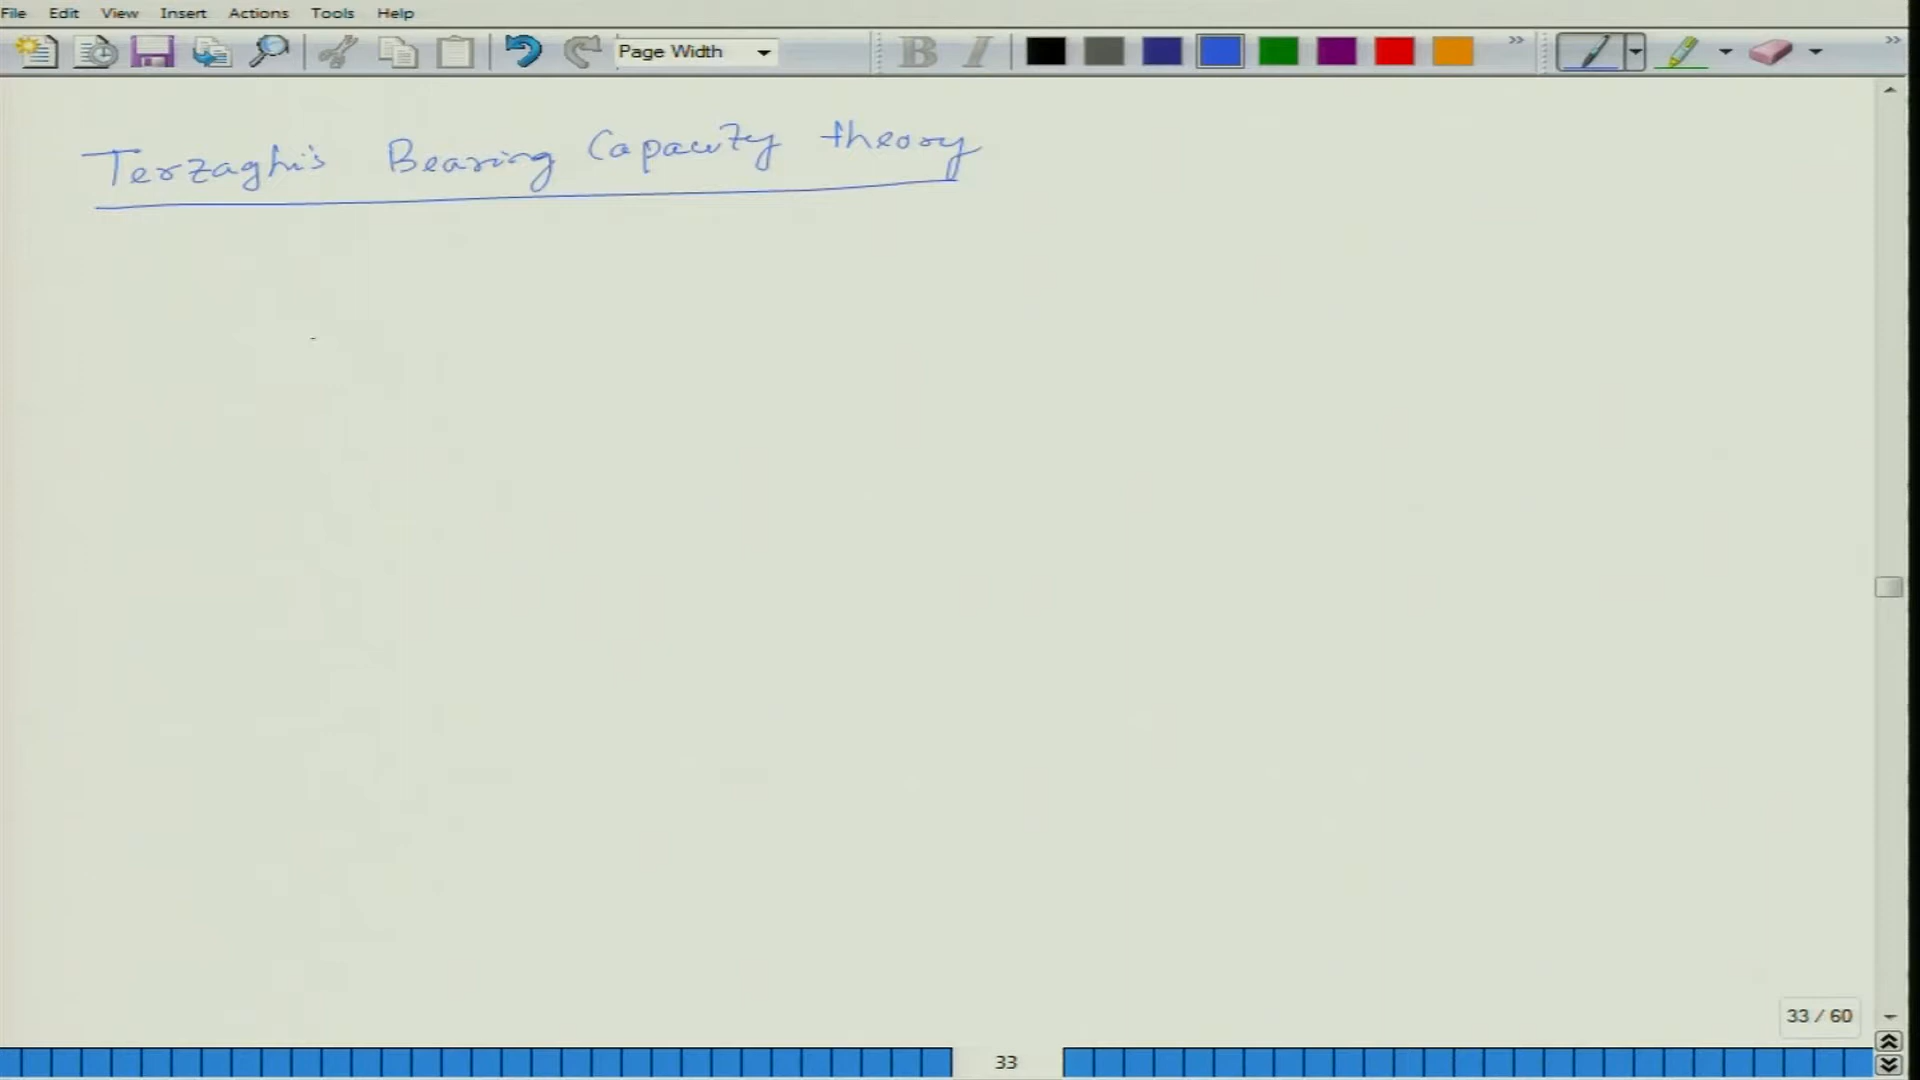 File Edit View Insert Actions Tools Help
Page Width B I
Terzaghi's Bearing Capacity theory
33 / 60
33